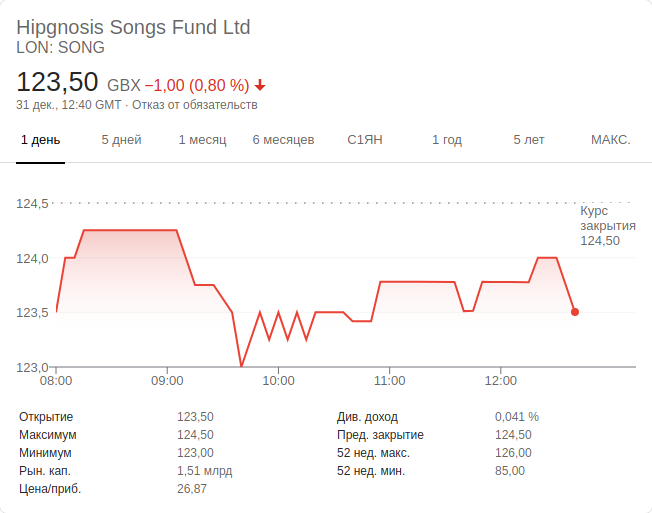 Hipgnosis Songs Fund Ltd
LON: SONG
123,50 GBX −1,00 (0,80 %)
31 дек., 12:40 GMT · Отказ от обязательств
1 день 5 дней 1 месяц 6 месяцев С1ЯН 1 год 5 лет МАКС.
124,5
Курс
закрытия
124,50
124,0
123,5
123,0
08:00 09:00 10:00 11:00 12:00
Открытие 123,50 Див. доход 0,041 %
Максимум 124,50 Пред. закрытие 124,50
Минимум 123,00 52 нед. макс. 126,00
Рын. кап. 1,51 млрд 52 нед. мин. 85,00
Цена/приб. 26,87